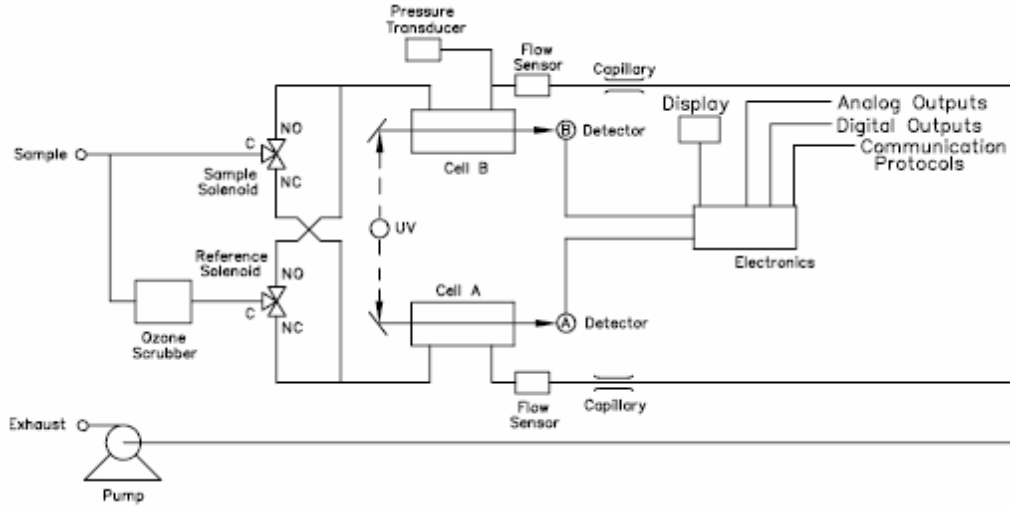 Pressure
Transducer
Flow
Sensor
Capillary
Display
Analog Outputs
Digital Outputs
Communication
Protocols
NO
C
Sample
B
Detector
Sample
Solenoid
NC
Cell B
UV
Reference
Solenoid
NO
Electronics
Cell A
C
NC
A
Detector
Ozone
Scrubber
Flow
Sensor
Capillary
Exhaust
Pump